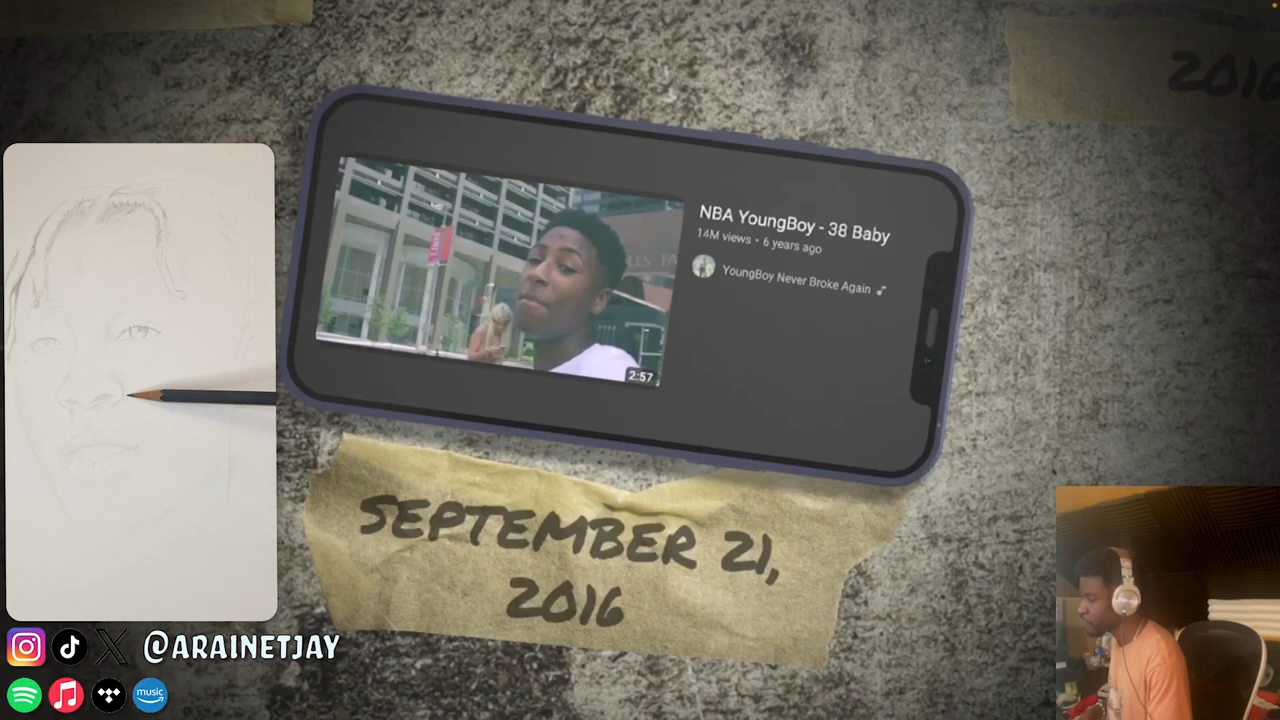 2016
NBA YoungBoy - 38 Baby
14M views • 6 years ago
YoungBoy Never Broke Again
2:57
SEPTEMBER 21,
2016
@ARAINETJAY
music